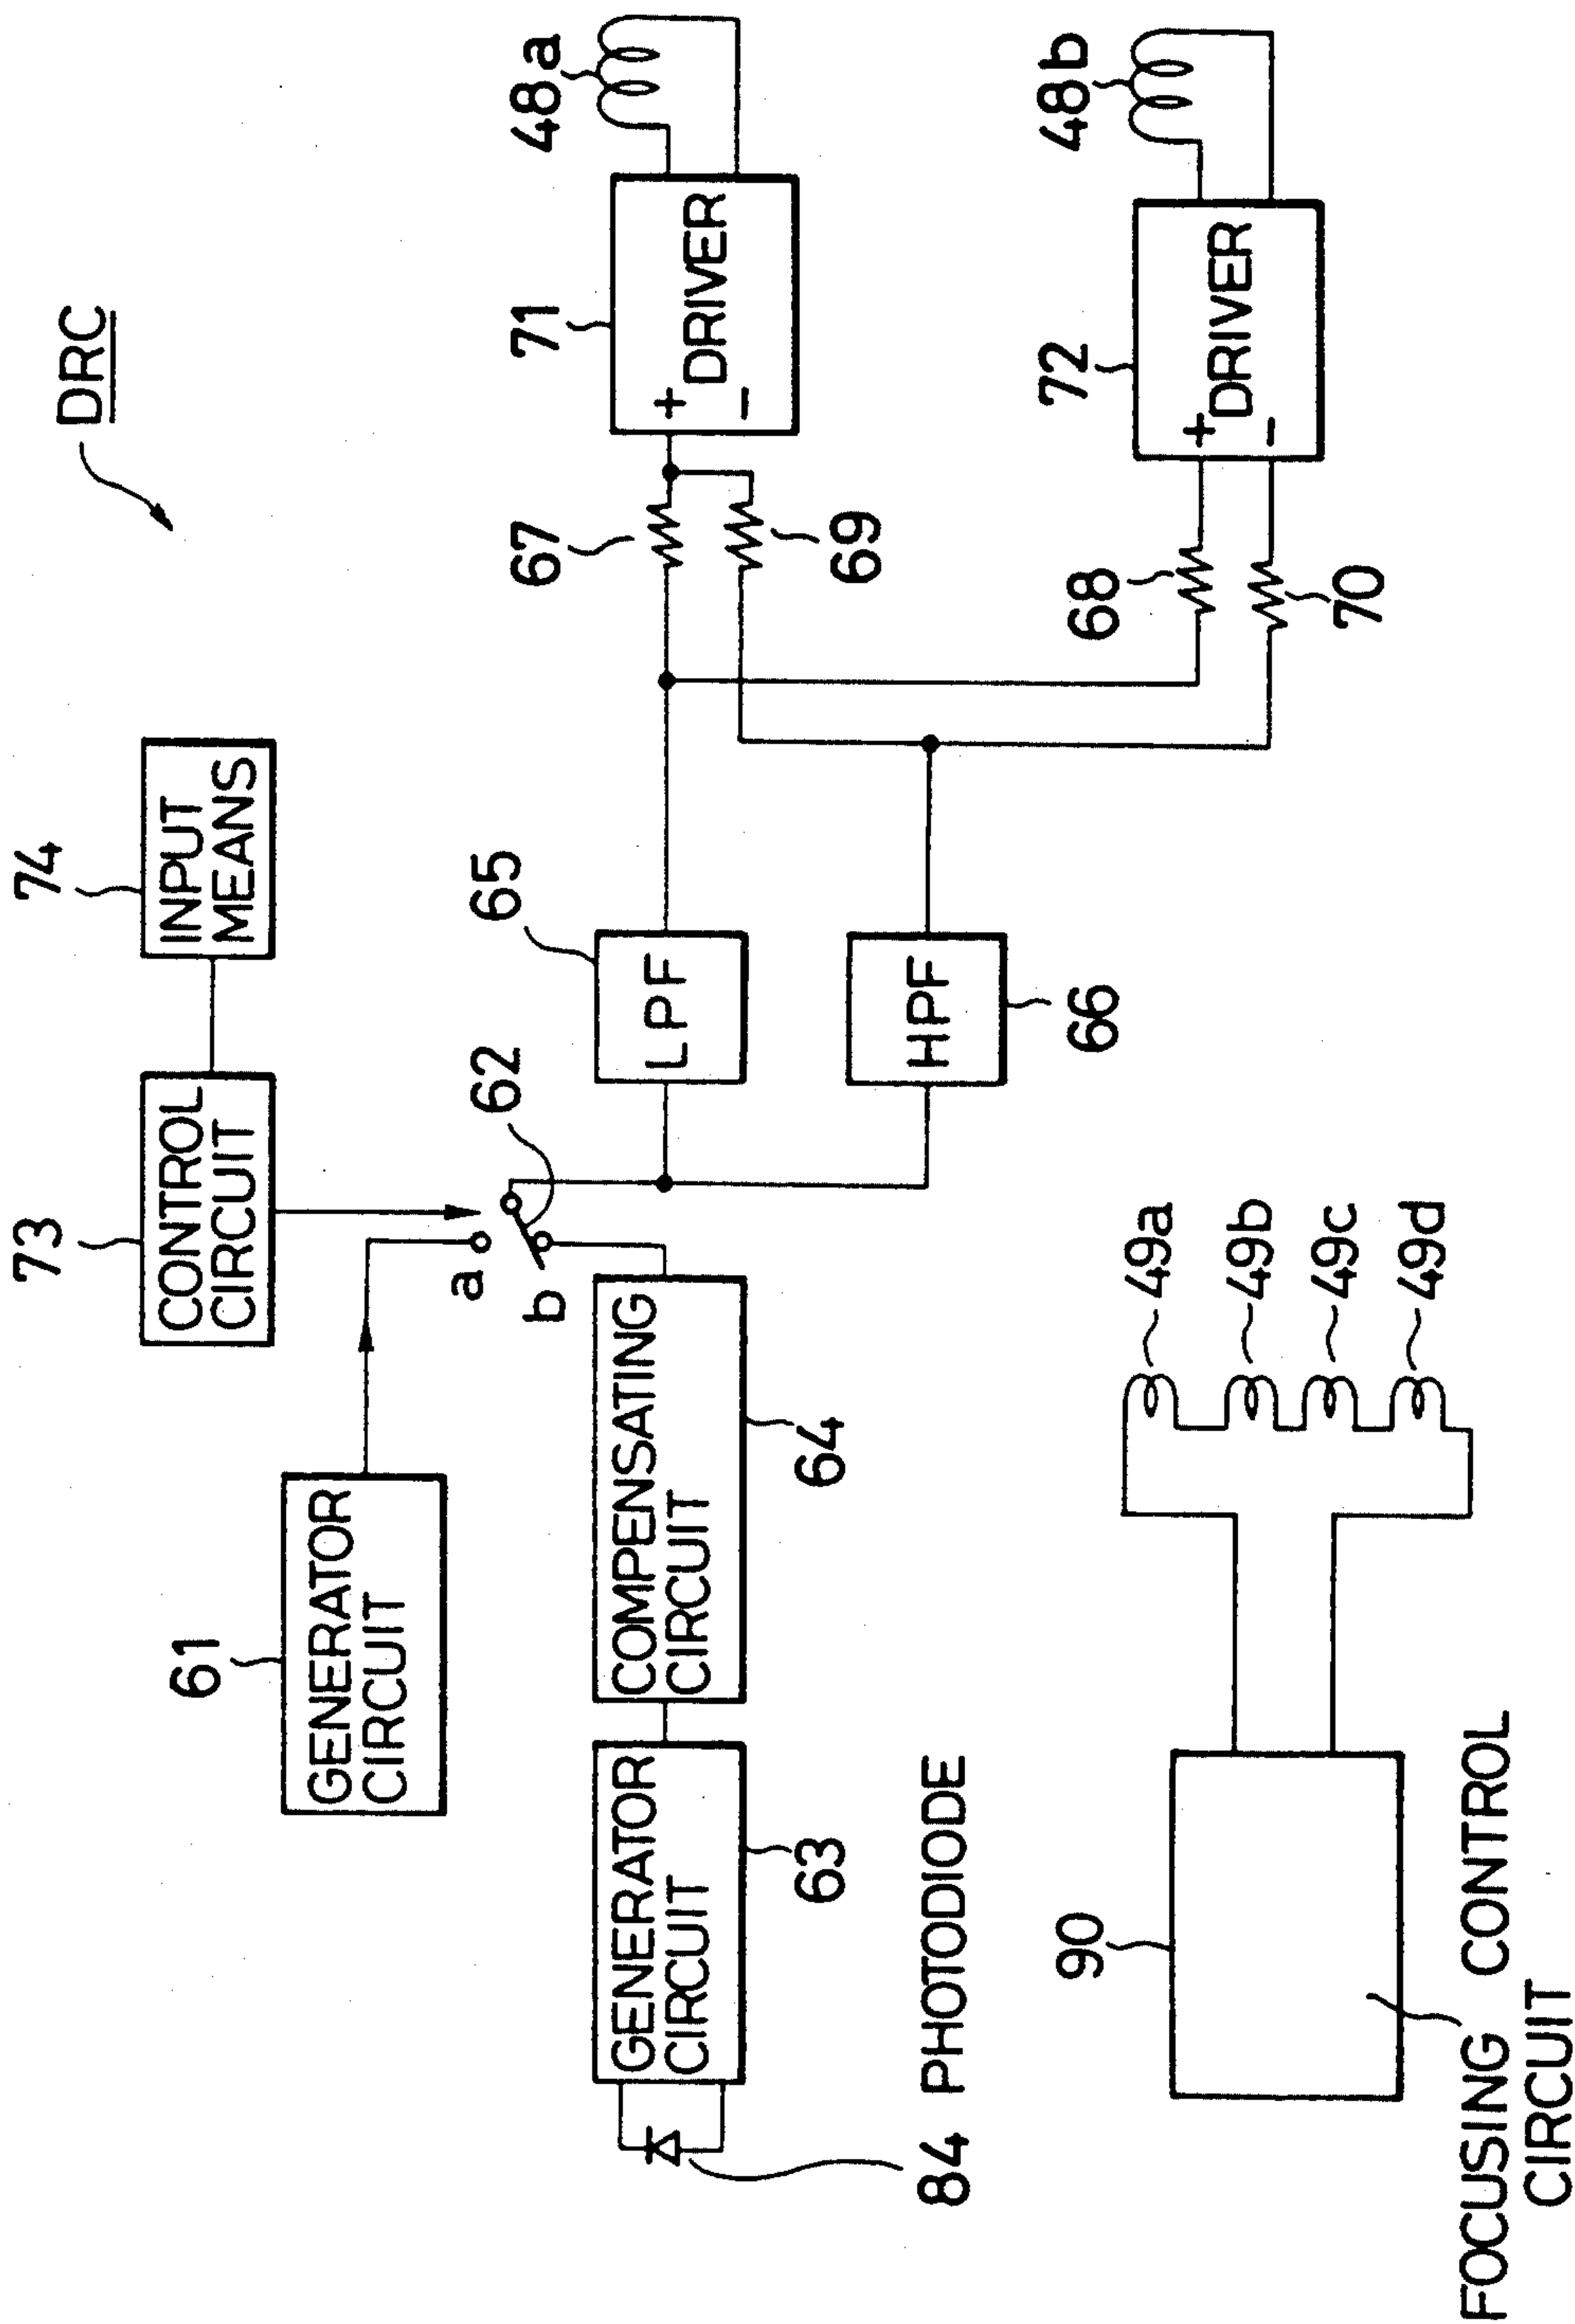 DRC
74
INPUT
MEANS
73
CONTROL
CIRCUIT
61
GENERATOR
CIRCUIT
a
b
62
84 PHOTODIODE
GENERATOR
CIRCUIT
63
COMPENSATING
CIRCUIT
64
65
LPF
HPF
66
67
69
68
70
71
+
DRIVER
−
48a
72
+
DRIVER
−
48b
90
FOCUSING CONTROL
CIRCUIT
49a
49b
49c
49d